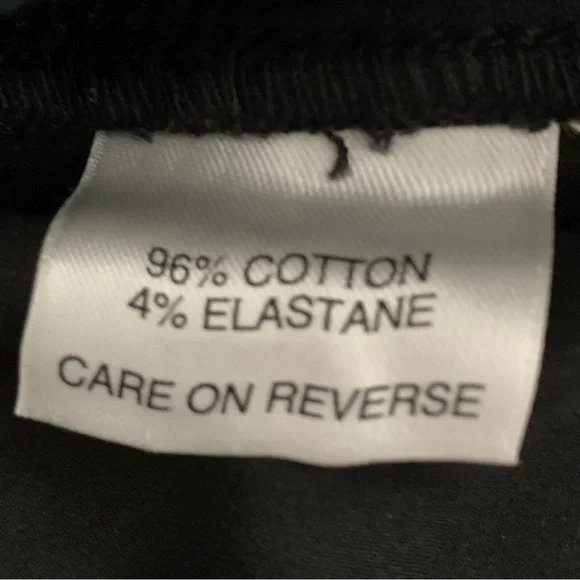 96% COTTON
4% ELASTANE
CARE ON REVERSE